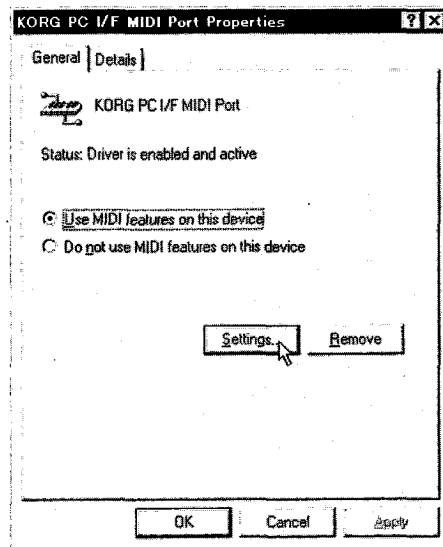 KORG PC I/F MIDI Port Properties
General Details
KORG PC I/F MIDI Port
Status: Driver is enabled and active
Use MIDI features on this device
Do not use MIDI features on this device
Settings... Remove
OK Cancel Apply